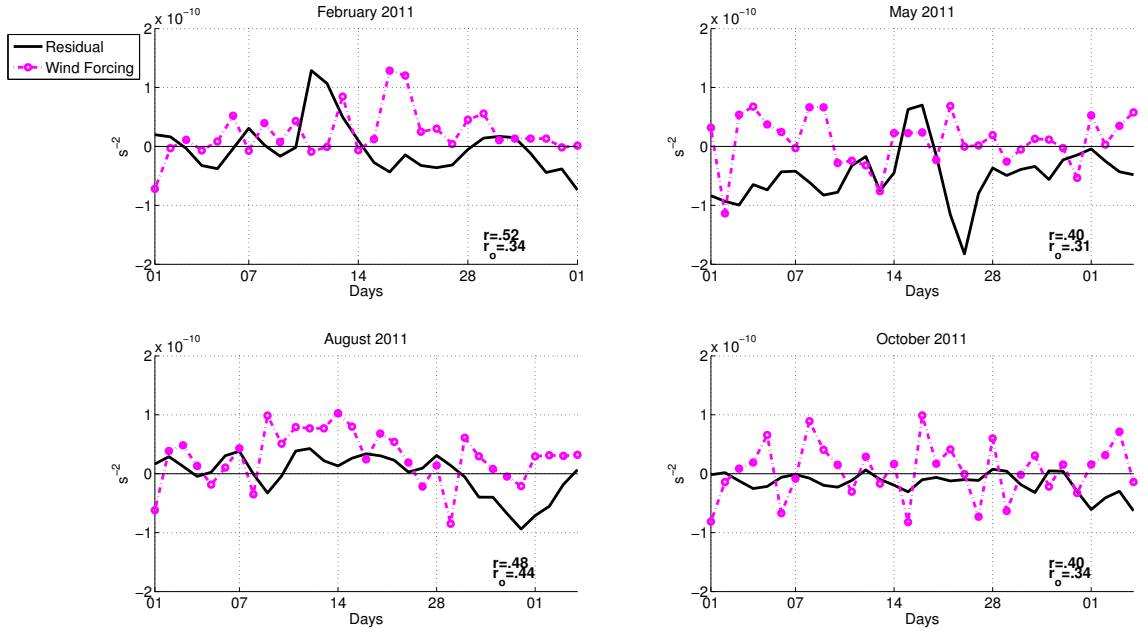 February 2011
x 10^−10
2
1
0
−1
−2
s^−2
01 07 14 28 01
Days
r=.52
r_o=.34
Residual
Wind Forcing
May 2011
x 10^−10
2
1
0
−1
−2
s^−2
01 07 14 28 01
Days
r=.40
r_o=.31
August 2011
x 10^−10
2
1
0
−1
−2
s^−2
01 07 14 28 01
Days
r=.48
r_o=.44
October 2011
x 10^−10
2
1
0
−1
−2
s^−2
01 07 14 28 01
Days
r=.40
r_o=.34